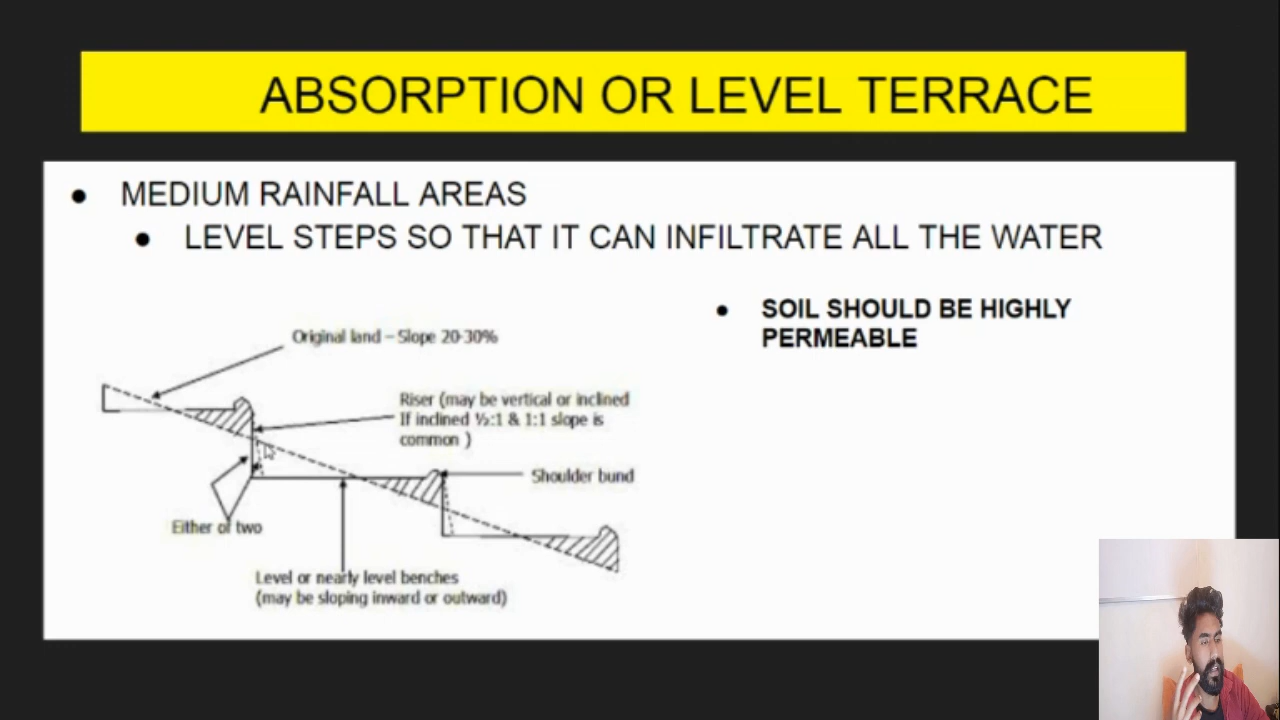 ABSORPTION OR LEVEL TERRACE
● MEDIUM RAINFALL AREAS
● LEVEL STEPS SO THAT IT CAN INFILTRATE ALL THE WATER
● SOIL SHOULD BE HIGHLY
PERMEABLE
Original land – Slope 20-30%
Riser (may be vertical or inclined
If inclined ½:1 & 1:1 slope is
common )
Shoulder bund
Either of two
Level or nearly level benches
(may be sloping inward or outward)